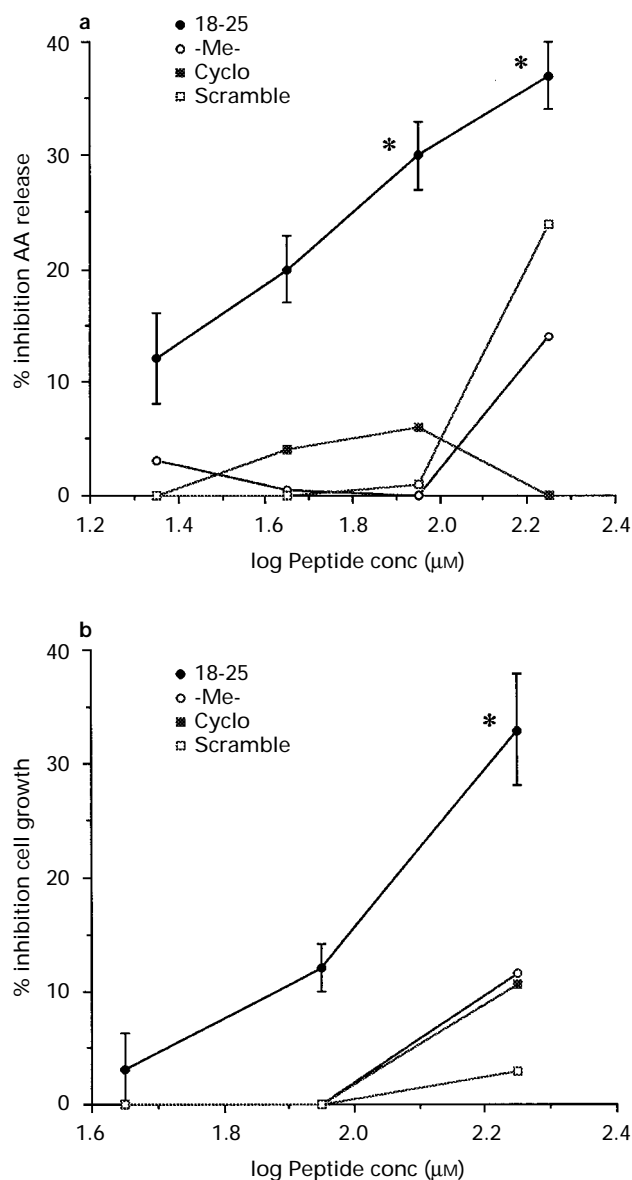 a
18-25
-Me-
Cyclo
Scramble
40
30
20
10
0
% inhibition AA release
*
*
1.2 1.4 1.6 1.8 2.0 2.2 2.4
log Peptide conc (μM)
b
18-25
-Me-
Cyclo
Scramble
40
30
20
10
0
% inhibition cell growth
*
1.6 1.8 2.0 2.2 2.4
log Peptide conc (μM)